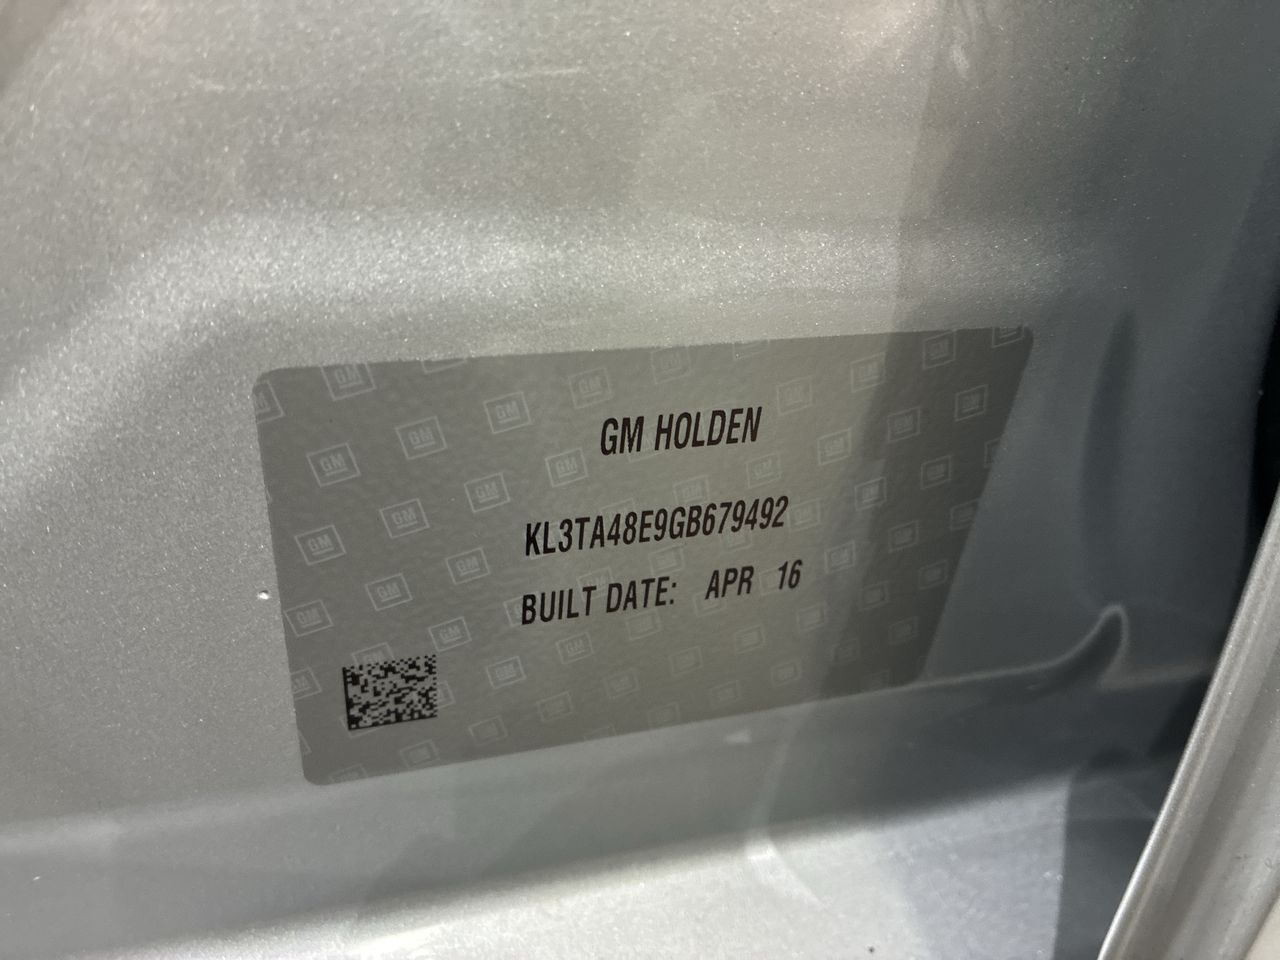 GM HOLDEN
KL3TA48E9GB679492
BUILT DATE: APR 16